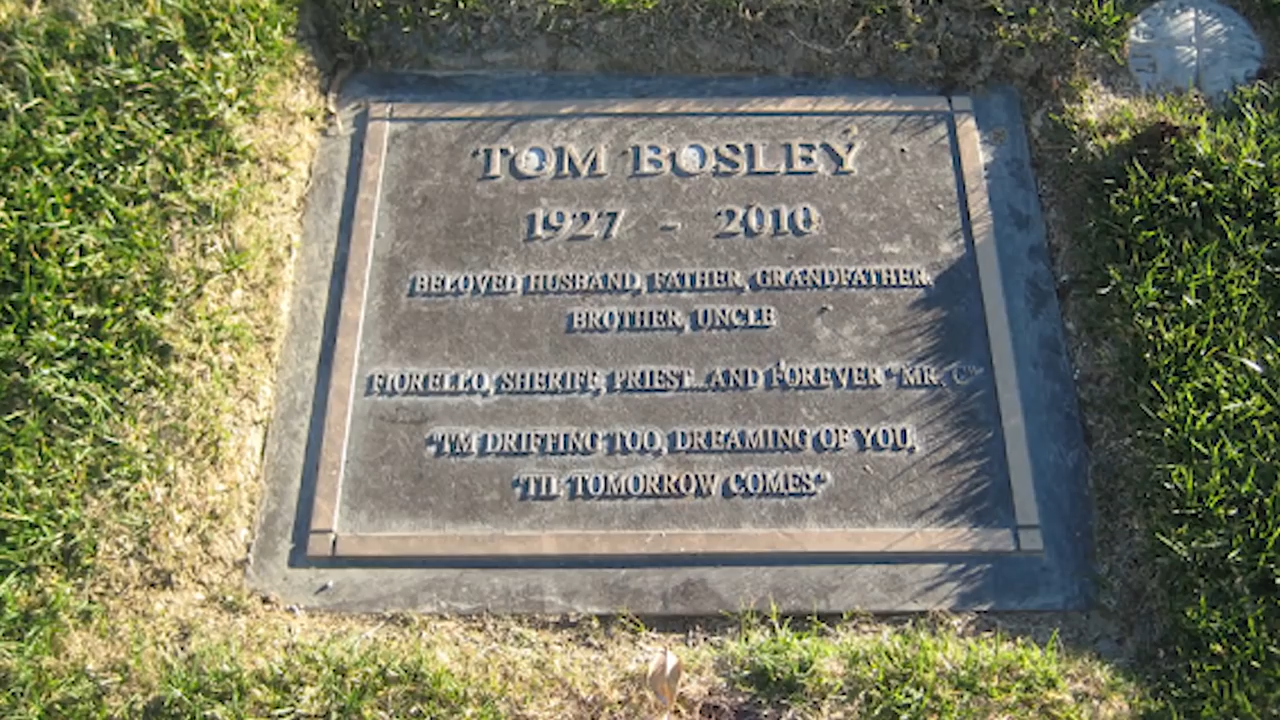 TOM BOSLEY
1927 - 2010
BELOVED HUSBAND, FATHER, GRANDFATHER,
BROTHER, UNCLE
FIORELLO, SHERIFF, PRIEST...AND FOREVER "MR. C"
"I'M DRIFTING TOO, DREAMING OF YOU,
'TIL TOMORROW COMES"